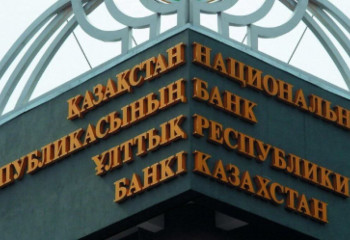 ҚАЗАҚСТАН
ПУБЛИКАСЫНЫҢ
ҰЛТТЫҚ
БАНКІ
НАЦИОНАЛЬН
БАНК
РЕСПУБЛИКИ
КАЗАХСТАН